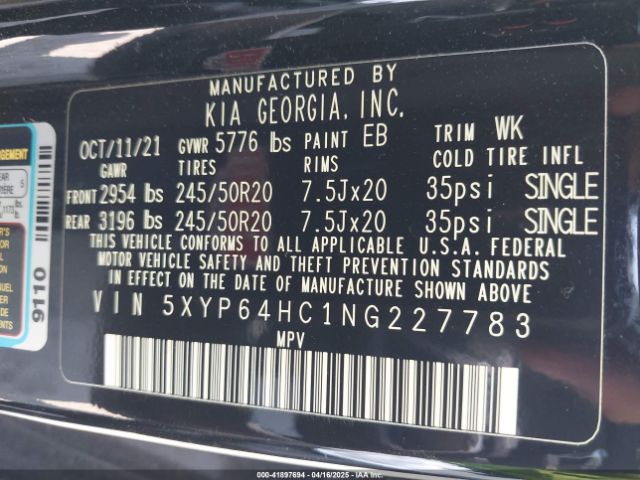 MANUFACTURED BY
KIA GEORGIA, INC.
OCT/11/21 GVWR 5776 lbs PAINT EB TRIM WK
GAWR TIRES RIMS COLD TIRE INFL
FRONT 2954 lbs 245/50R20 7.5Jx20 35psi SINGLE
REAR 3196 lbs 245/50R20 7.5Jx20 35psi SINGLE
THIS VEHICLE CONFORMS TO ALL APPLICABLE U.S.A. FEDERAL
MOTOR VEHICLE SAFETY AND THEFT PREVENTION STANDARDS
IN EFFECT ON THE DATE OF MANUFACTURE SHOWN ABOVE
VIN 5XYP64HC1NG227783
MPV
9110
000-41897694 - 04/16/2025 - IAAI.COM